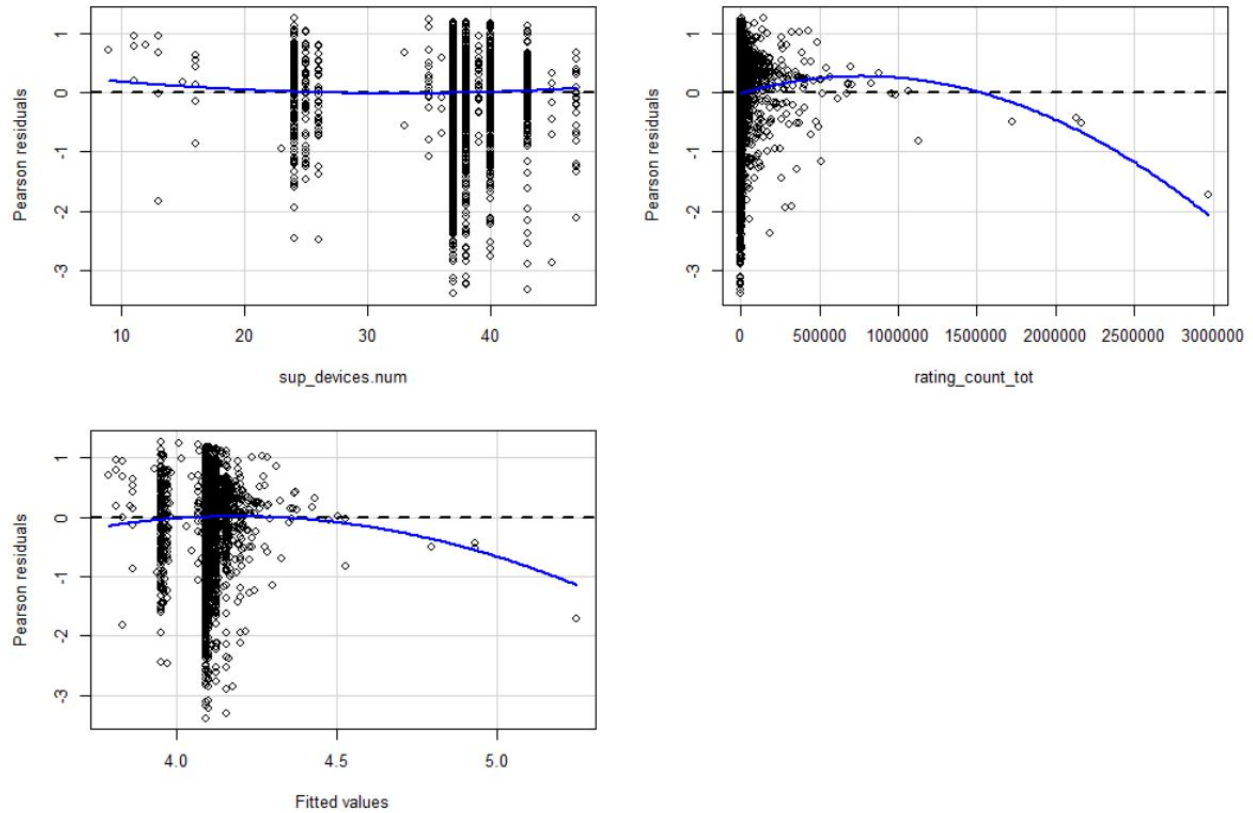 Pearson residuals
1
0
-1
-2
-3
10 20 30 40
sup_devices.num
Pearson residuals
1
0
-1
-2
-3
0 500000 1000000 1500000 2000000 2500000 3000000
rating_count_tot
Pearson residuals
1
0
-1
-2
-3
4.0 4.5 5.0
Fitted values